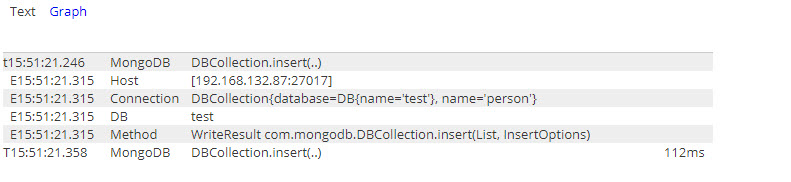 Text Graph
t15:51:21.246 MongoDB DBCollection.insert(..)
E15:51:21.315 Host [192.168.132.87:27017]
E15:51:21.315 Connection DBCollection{database=DB{name='test'}, name='person'}
E15:51:21.315 DB test
E15:51:21.315 Method WriteResult com.mongodb.DBCollection.insert(List, InsertOptions)
T15:51:21.358 MongoDB DBCollection.insert(..) 112ms